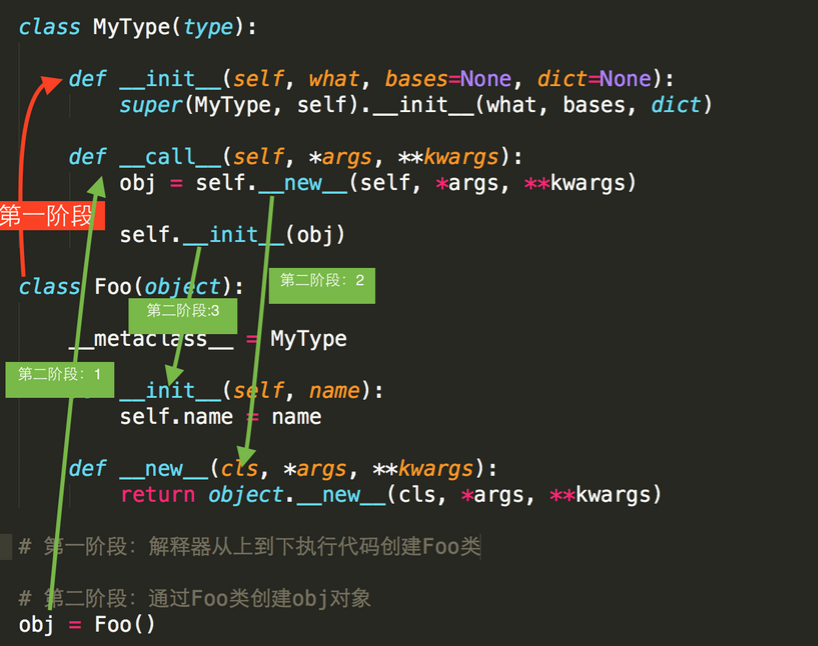 class MyType(type):
def __init__(self, what, bases=None, dict=None):
super(MyType, self).__init__(what, bases, dict)
def __call__(self, *args, **kwargs):
obj = self.__new__(self, *args, **kwargs)
第一阶段
self.__init__(obj)
class Foo(object):
第二阶段：2
第二阶段:3
__metaclass__ = MyType
第二阶段：1
__init__(self, name):
self.name = name
def __new__(cls, *args, **kwargs):
return object.__new__(cls, *args, **kwargs)
# 第一阶段：解释器从上到下执行代码创建Foo类
# 第二阶段：通过Foo类创建obj对象
obj = Foo()